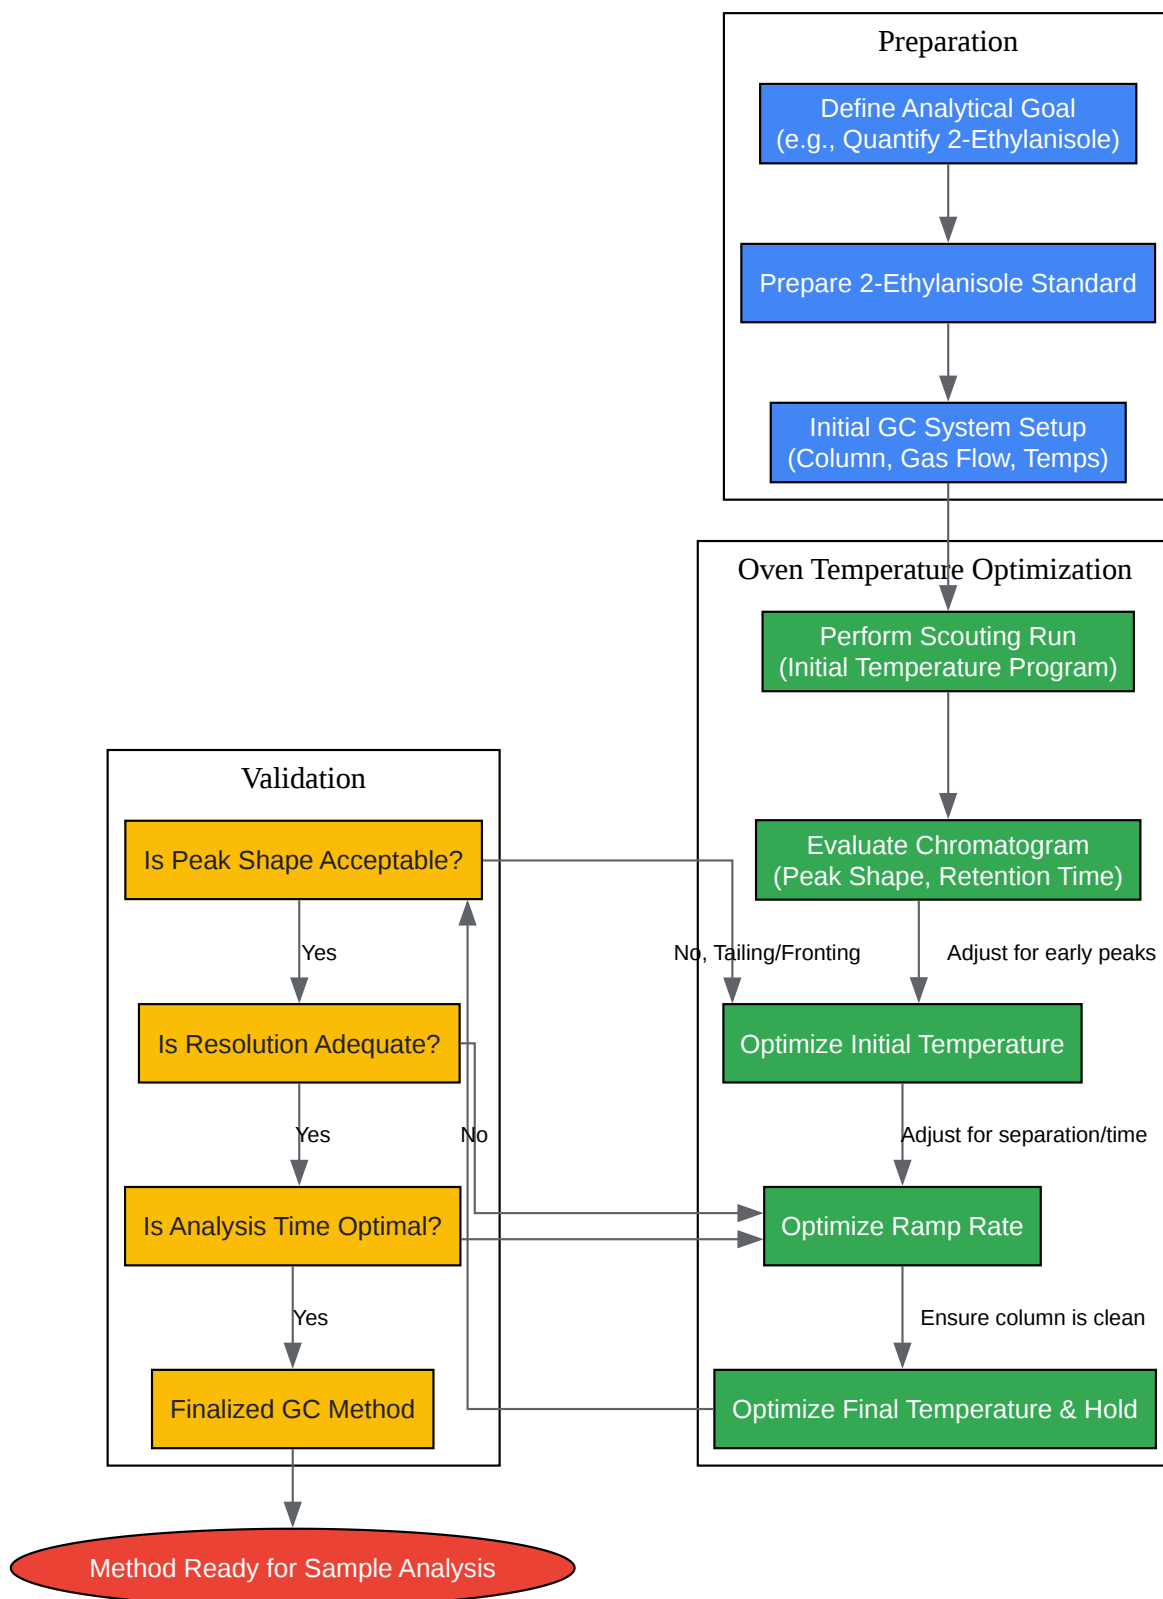 Preparation
Define Analytical Goal
(e.g., Quantify 2-Ethylanisole)
Prepare 2-Ethylanisole Standard
Initial GC System Setup
(Column, Gas Flow, Temps)
Oven Temperature Optimization
Perform Scouting Run
(Initial Temperature Program)
Evaluate Chromatogram
(Peak Shape, Retention Time)
No, Tailing/Fronting
Adjust for early peaks
Optimize Initial Temperature
Adjust for separation/time
Optimize Ramp Rate
Ensure column is clean
Optimize Final Temperature & Hold
Validation
Is Peak Shape Acceptable?
Yes
Is Resolution Adequate?
Yes
No
Is Analysis Time Optimal?
Yes
Finalized GC Method
Method Ready for Sample Analysis